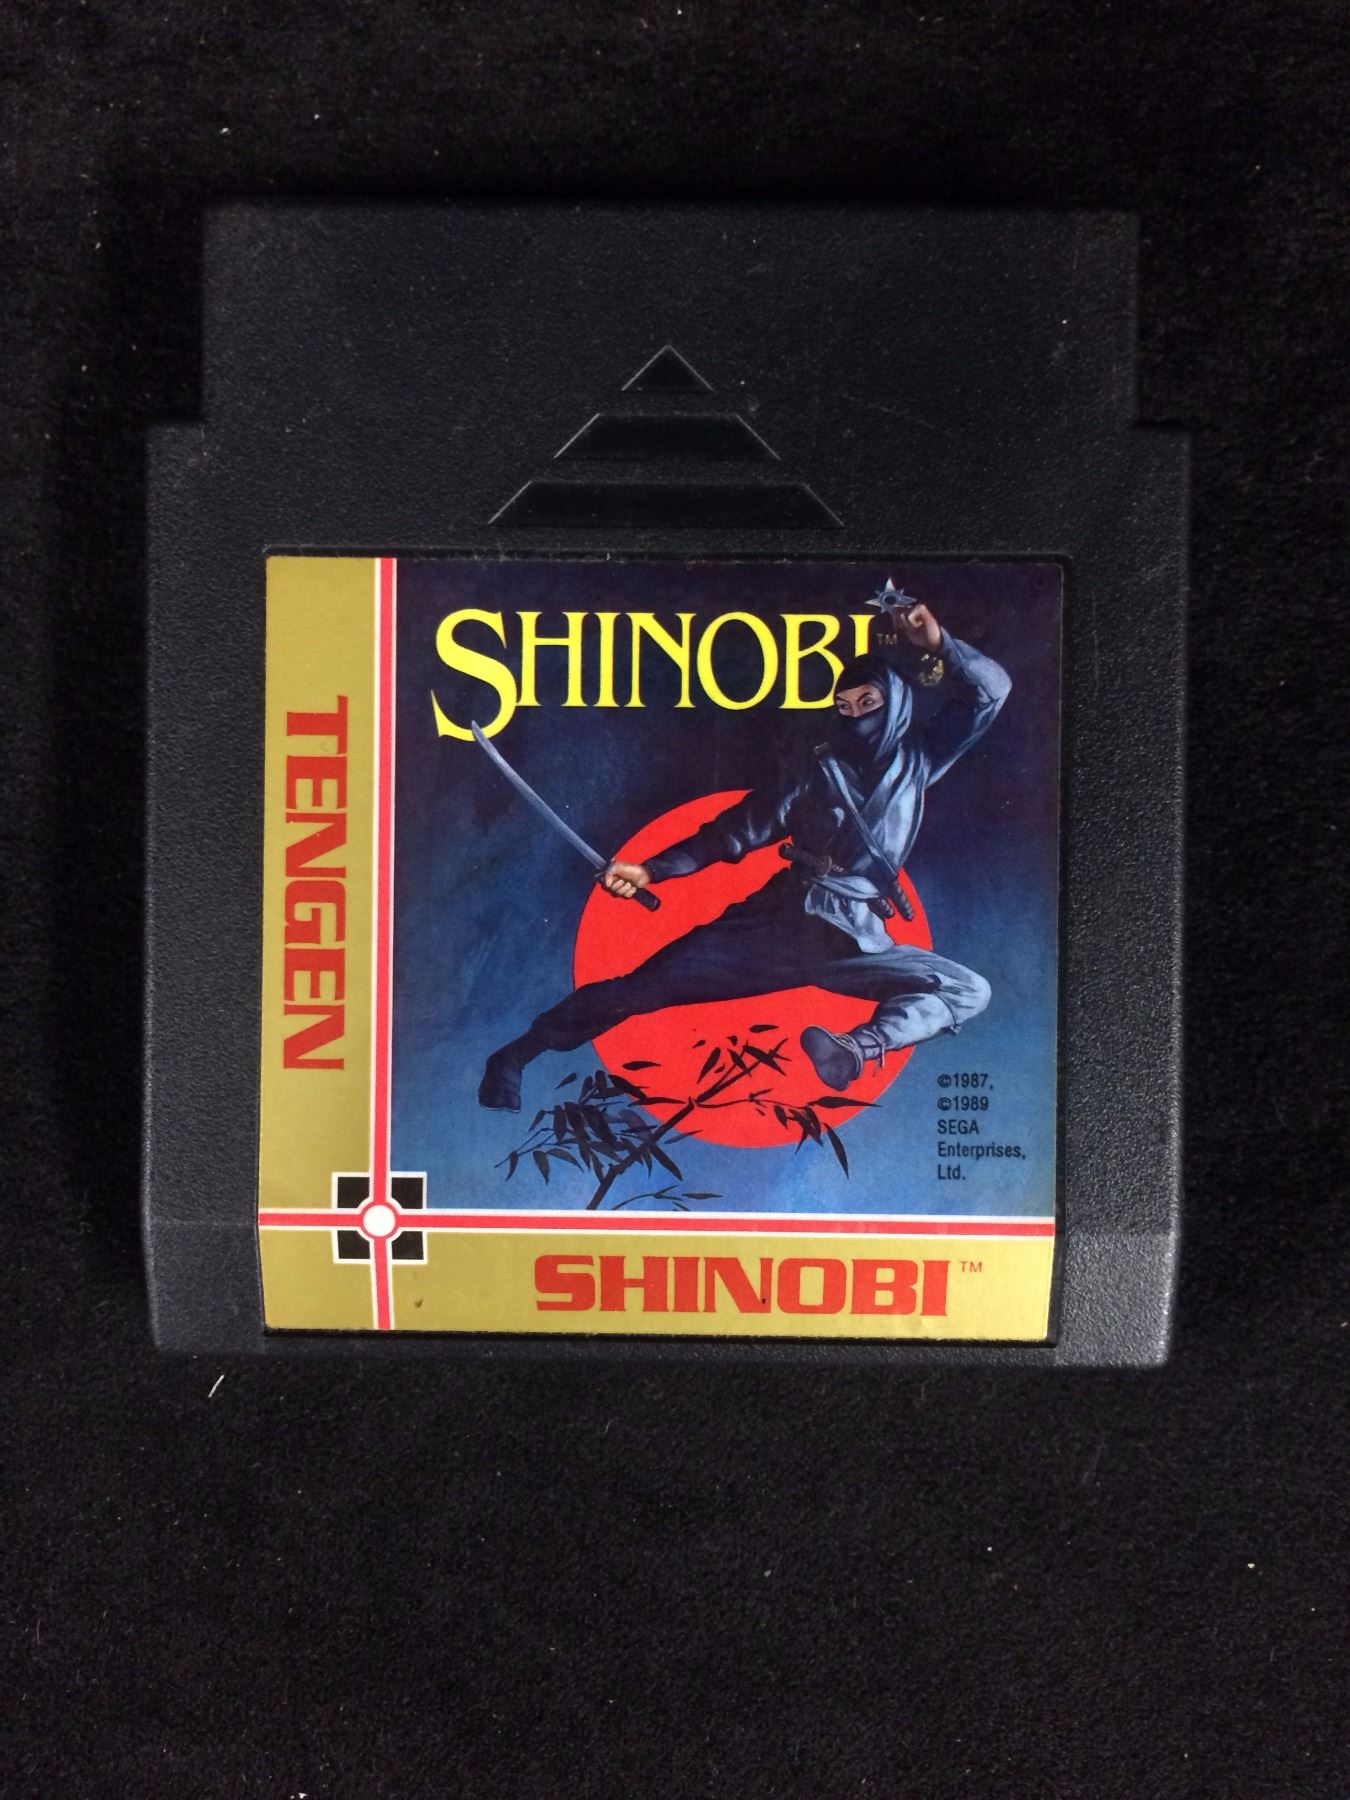 SHINOBI™
TENGEN
©1987,
©1989
SEGA
Enterprises,
Ltd.
SHINOBI™